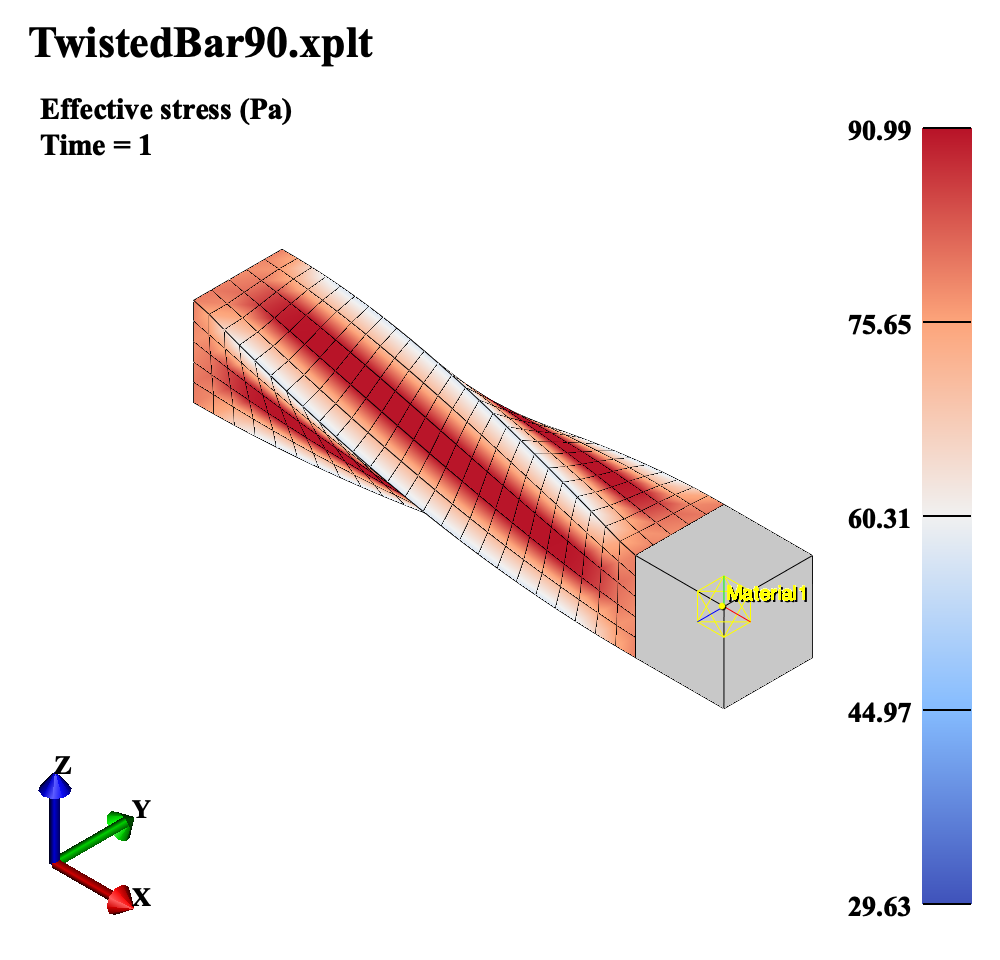 TwistedBar90.xplt
Effective stress (Pa)
Time = 1
90.99
75.65
60.31
44.97
29.63
Material1
Z
Y
X